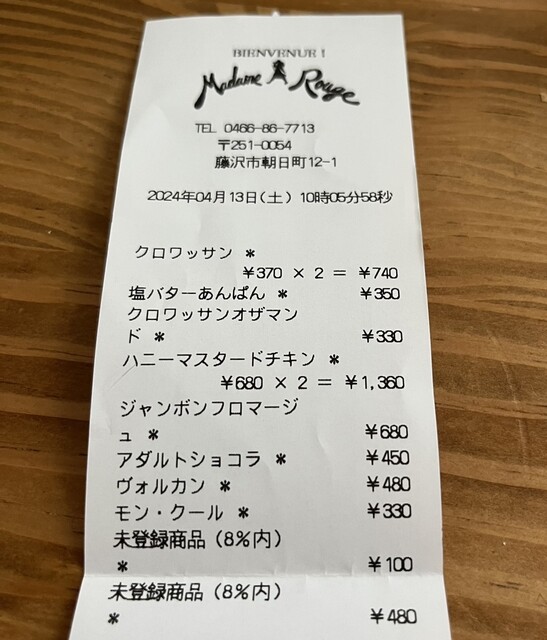 BIENVENUE !
Madame Rouge
TEL 0466-86-7713
〒251-0054
藤沢市朝日町12-1
2024年04月13日(土) 10時05分58秒
クロワッサン *
¥370 × 2 = ¥740
塩バターあんぱん * ¥350
クロワッサンオザマン
ド * ¥330
ハニーマスタードチキン *
¥680 × 2 = ¥1,360
ジャンボンフロマージ
ュ * ¥680
アダルトショコラ * ¥450
ヴォルカン * ¥480
モン・クール * ¥330
未登録商品(8%内)
* ¥100
未登録商品(8%内)
* ¥480